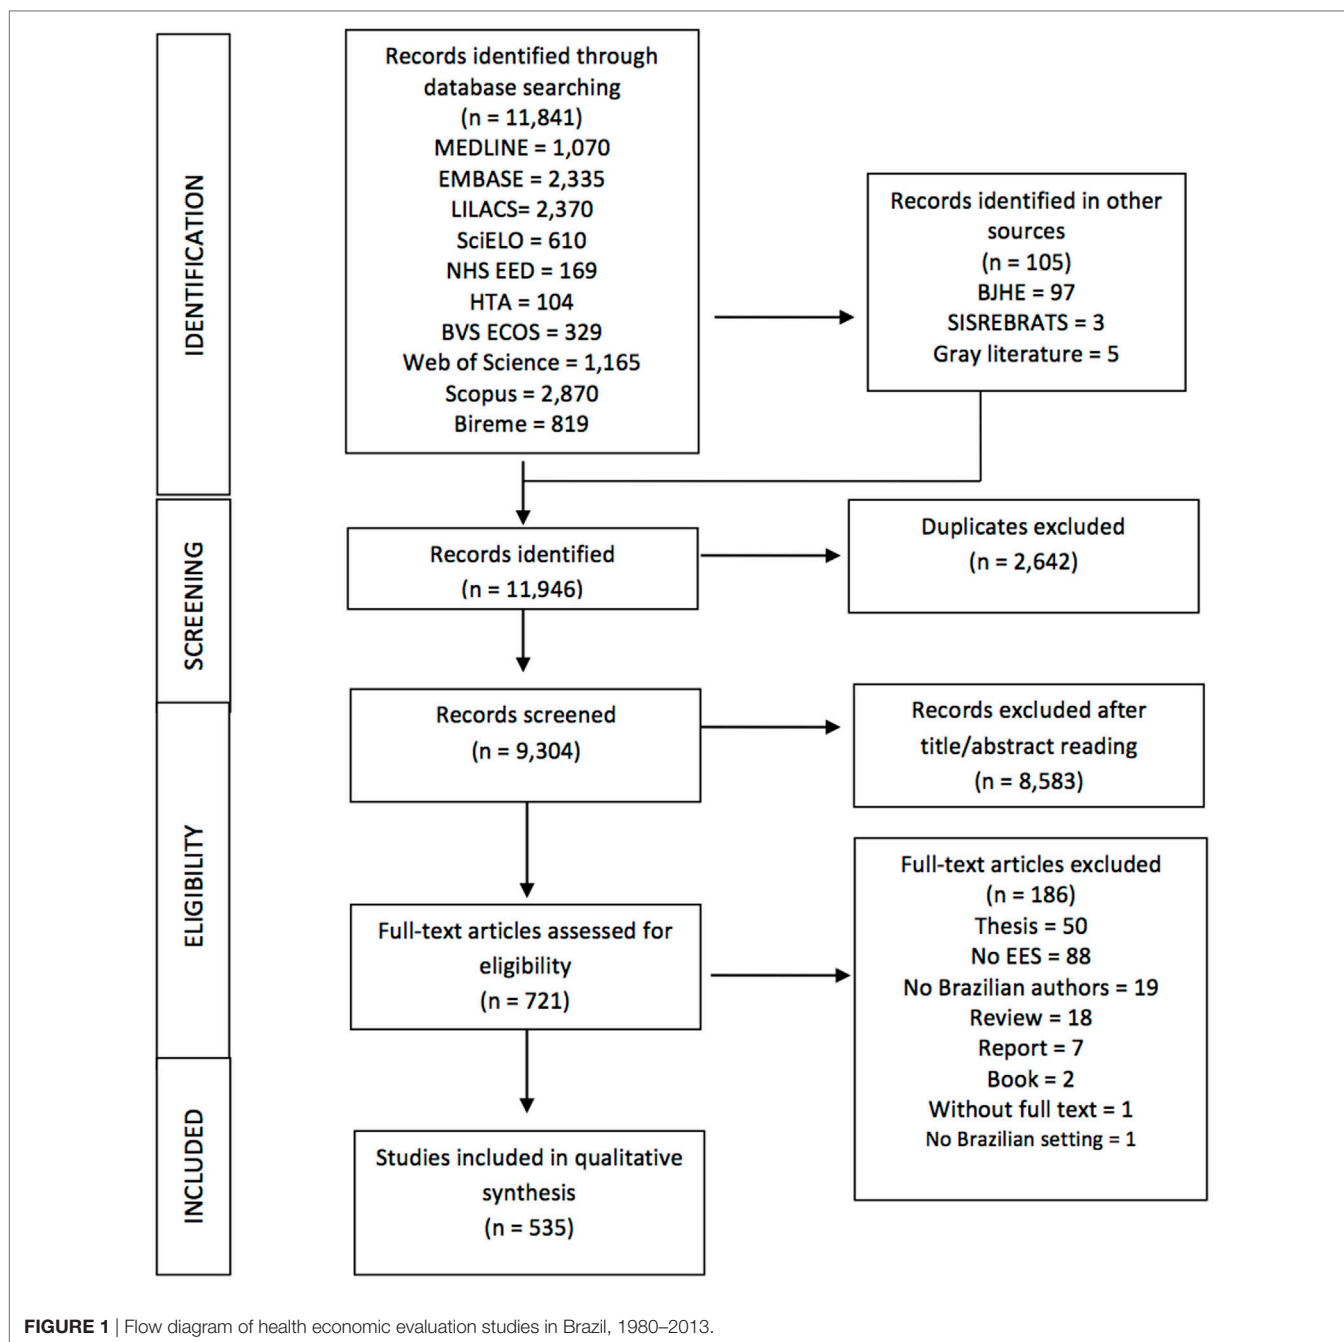 IDENTIFICATION
Records identified through
database searching
(n = 11,841)
MEDLINE = 1,070
EMBASE = 2,335
LILACS= 2,370
SciELO = 610
NHS EED = 169
HTA = 104
BVS ECOS = 329
Web of Science = 1,165
Scopus = 2,870
Bireme = 819
Records identified in other
sources
(n = 105)
BJHE = 97
SISREBRATS = 3
Gray literature = 5
SCREENING
Records identified
(n = 11,946)
Duplicates excluded
(n = 2,642)
ELIGIBILITY
Records screened
(n = 9,304)
Records excluded after
title/abstract reading
(n = 8,583)
Full-text articles assessed for
eligibility
(n = 721)
Full-text articles excluded
(n = 186)
Thesis = 50
No EES = 88
No Brazilian authors = 19
Review = 18
Report = 7
Book = 2
Without full text = 1
No Brazilian setting = 1
INCLUDED
Studies included in qualitative
synthesis
(n = 535)
FIGURE 1 | Flow diagram of health economic evaluation studies in Brazil, 1980–2013.